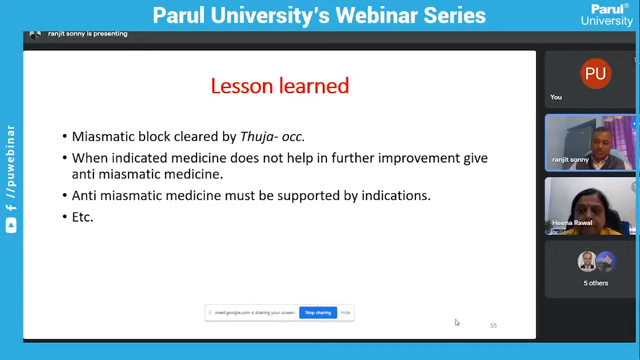 Parul University's Webinar Series
Parul®
University
ranjit sonny is presenting
Lesson learned
• Miasmatic block cleared by Thuja- occ.
• When indicated medicine does not help in further improvement give
anti miasmatic medicine.
• Anti miasmatic medicine must be supported by indications.
• Etc.
meet.google.com is sharing your screen.
Stop sharing
Hide
55
PU
You
ranjit sonny
Heena Rawal
5 others
/puwebinar